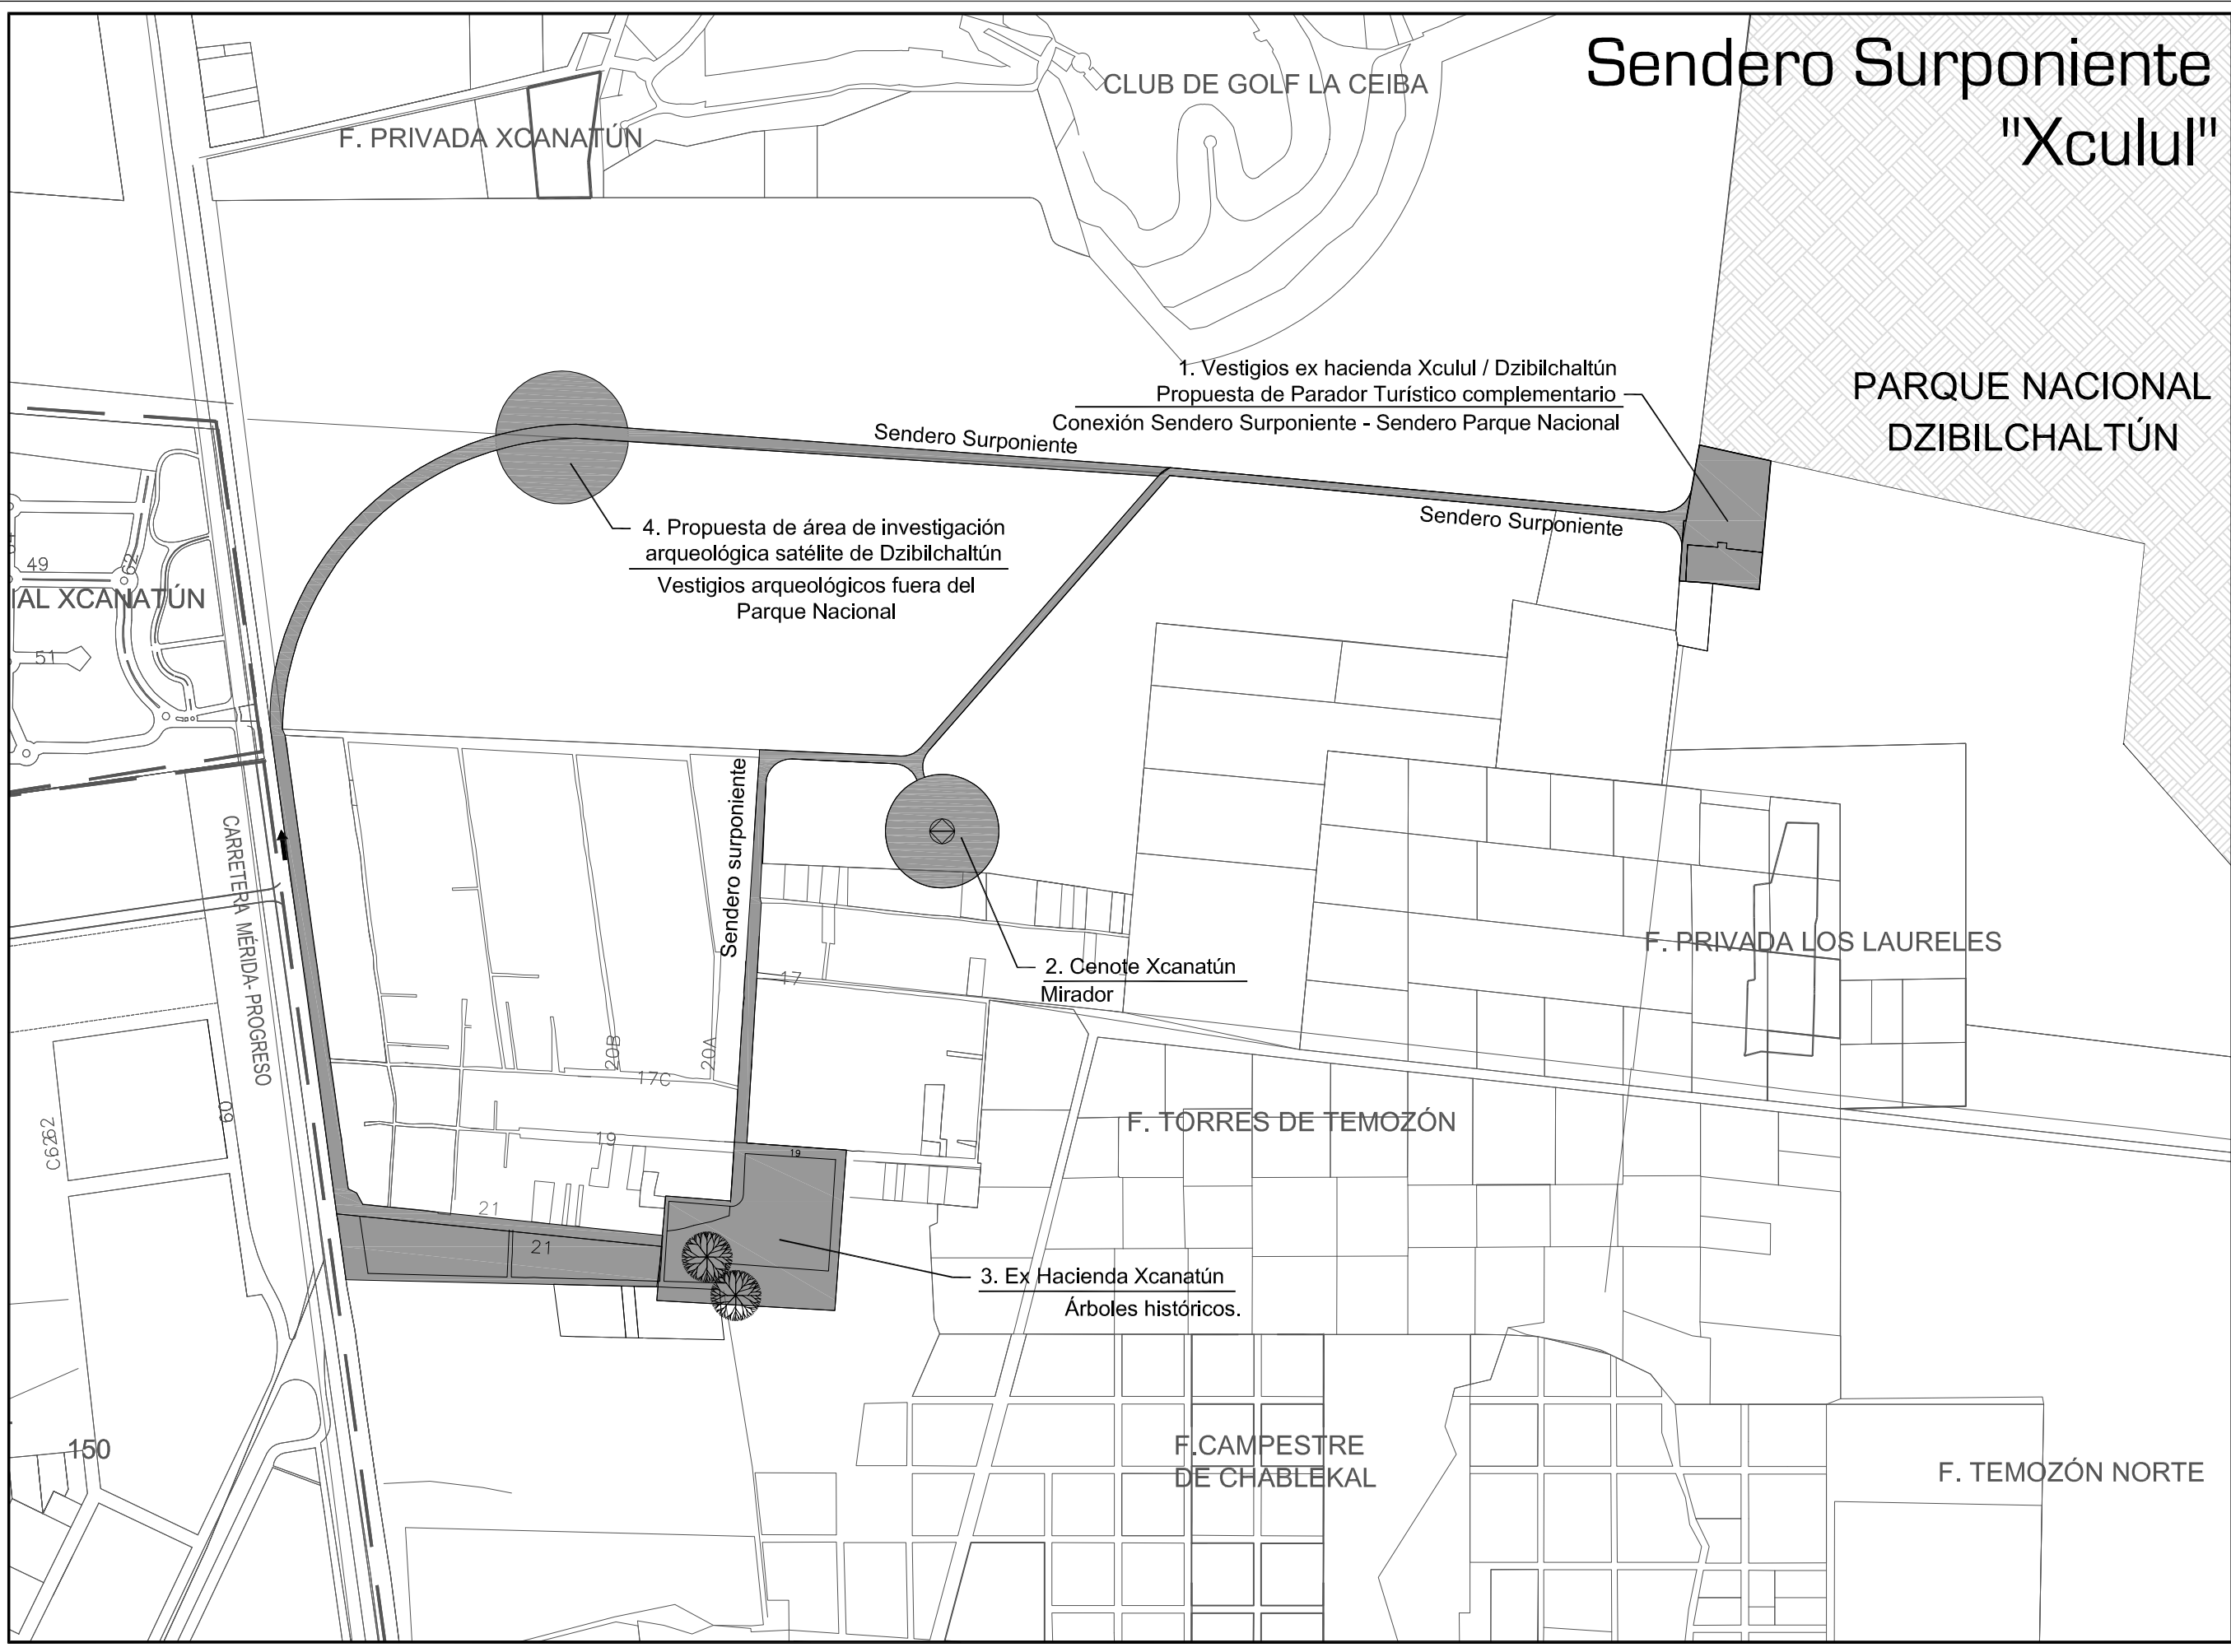 Sendero Surponiente
"Xculul"
CLUB DE GOLF LA CEIBA
F. PRIVADA XCANATÚN
1. Vestigios ex hacienda Xculul / Dzibilchaltún
Propuesta de Parador Turístico complementario
Conexión Sendero Surponiente - Sendero Parque Nacional
PARQUE NACIONAL
DZIBILCHALTÚN
Sendero Surponiente
Sendero Surponiente
4. Propuesta de área de investigación
arqueológica satélite de Dzibilchaltún
Vestigios arqueológicos fuera del
Parque Nacional
49
IAL XCANATÚN
51
Sendero surponiente
CARRETERA MÉRIDA-PROGRESO
F. PRIVADA LOS LAURELES
2. Cenote Xcanatún
Mirador
17
20B
20A
17C
60
19
F. TORRES DE TEMOZÓN
19
21
21
3. Ex Hacienda Xcanatún
Árboles históricos.
150
F.CAMPESTRE
DE CHABLEKAL
F. TEMOZÓN NORTE